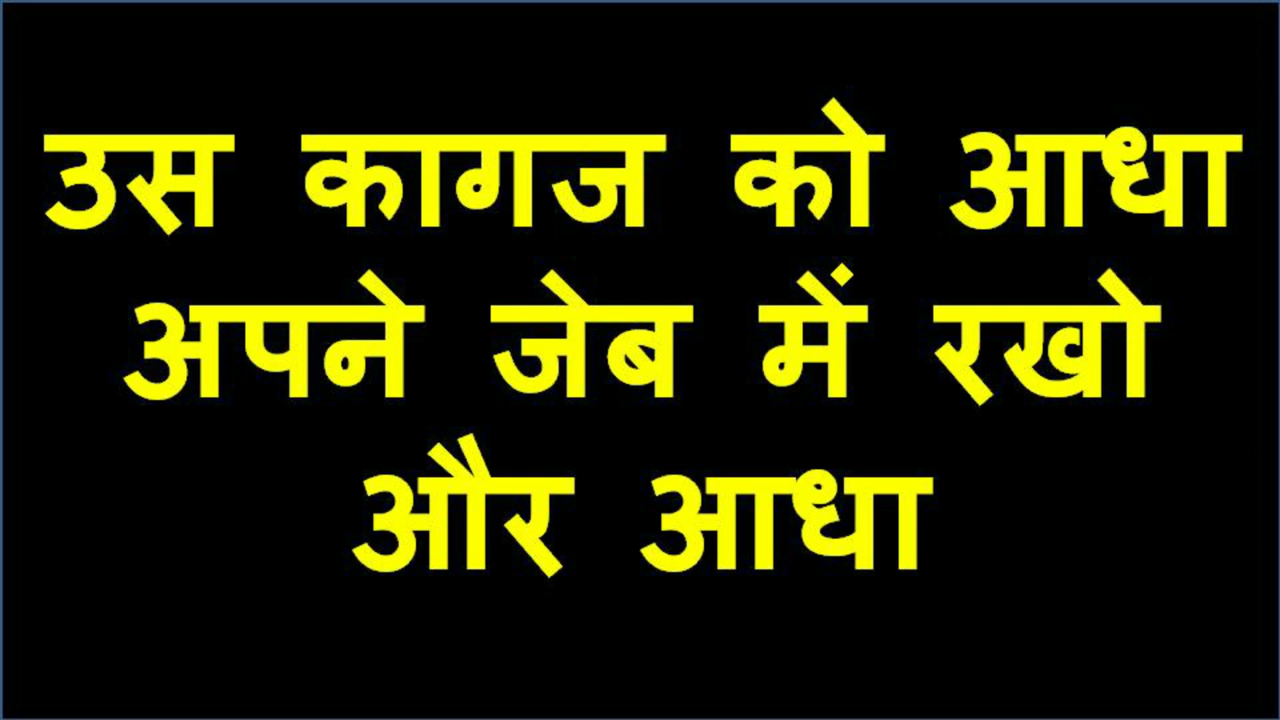 उस कागज को आधा
अपने जेब में रखो
और आधा